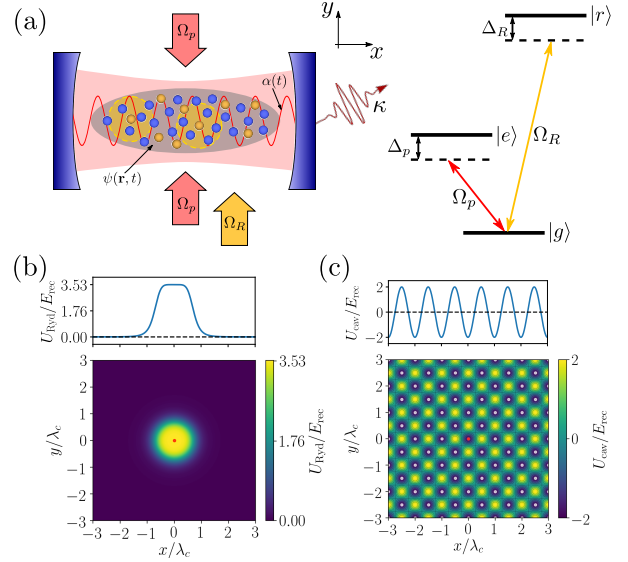 (a)
Ω_p
y
x
α(t)
κ
ψ(r, t)
Ω_p
Ω_R
Δ_R
|r⟩
Δ_p
|e⟩
Ω_R
Ω_p
|g⟩
(b)
U_Ryd/E_rec
3.53
1.76
0.00
y/λ_c
3
2
1
0
−1
−2
−3
−3 −2 −1 0 1 2 3
x/λ_c
3.53
1.76
0.00
U_Ryd/E_rec
(c)
U_cav/E_rec
2
0
−2
y/λ_c
3
2
1
0
−1
−2
−3
−3 −2 −1 0 1 2 3
x/λ_c
2
0
−2
U_cav/E_rec